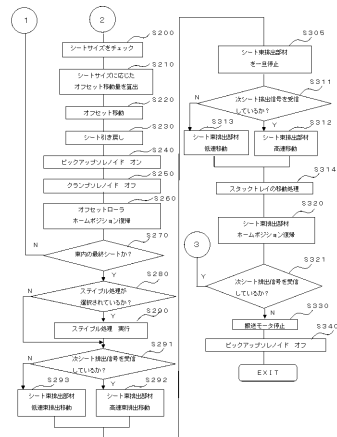 1
2
S200
シートサイズをチェック
S210
シートサイズに応じた
オフセット移動量を算出
S220
オフセット移動
S230
シート引き戻し
S240
ピックアップソレノイド　オン
S250
クランプソレノイド　オフ
S260
オフセットローラ
ホームポジション復帰
S270
N
束内の最終シートか？
Y
S280
N
ステイプル処理が
選択されているか？
Y
S290
ステイプル処理　実行
S291
N
次シート排出信号を受信
しているか？
Y
S293
シート束排出部材
低速束排出移動
S292
シート束排出部材
高速束排出移動
S305
シート束排出部材
を一旦停止
S311
次シート排出信号を受信
しているか？
N
Y
S313
シート束排出部材
低速移動
S312
シート束排出部材
高速移動
S314
スタックトレイの移動処理
S320
シート束排出部材
ホームポジション復帰
3
S321
Y
次シート排出信号を受信
しているか？
N
S330
搬送モータ停止
S340
ピックアップソレノイド　オフ
EXIT